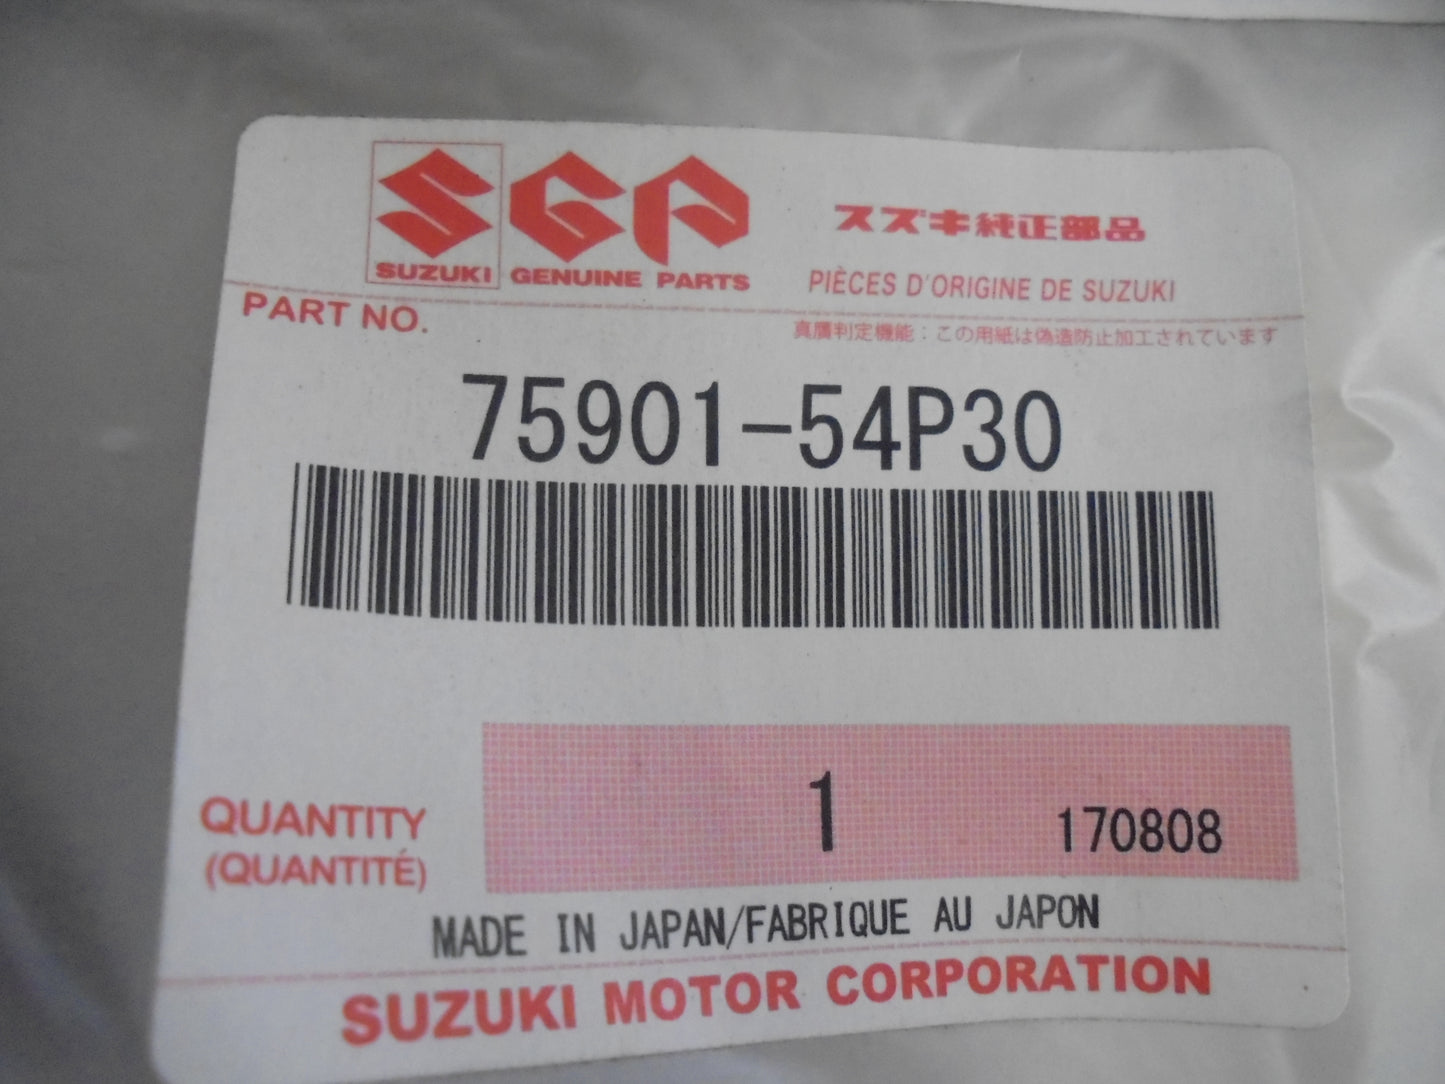 SGP スズキ純正部品
SUZUKI GENUINE PARTS PIÈCES D'ORIGINE DE SUZUKI
PART NO. 真贋判定機能：この用紙は偽造防止加工されています
75901-54P30
QUANTITY 1 170808
(QUANTITÉ)
MADE IN JAPAN/FABRIQUE AU JAPON
SUZUKI MOTOR CORPORATION